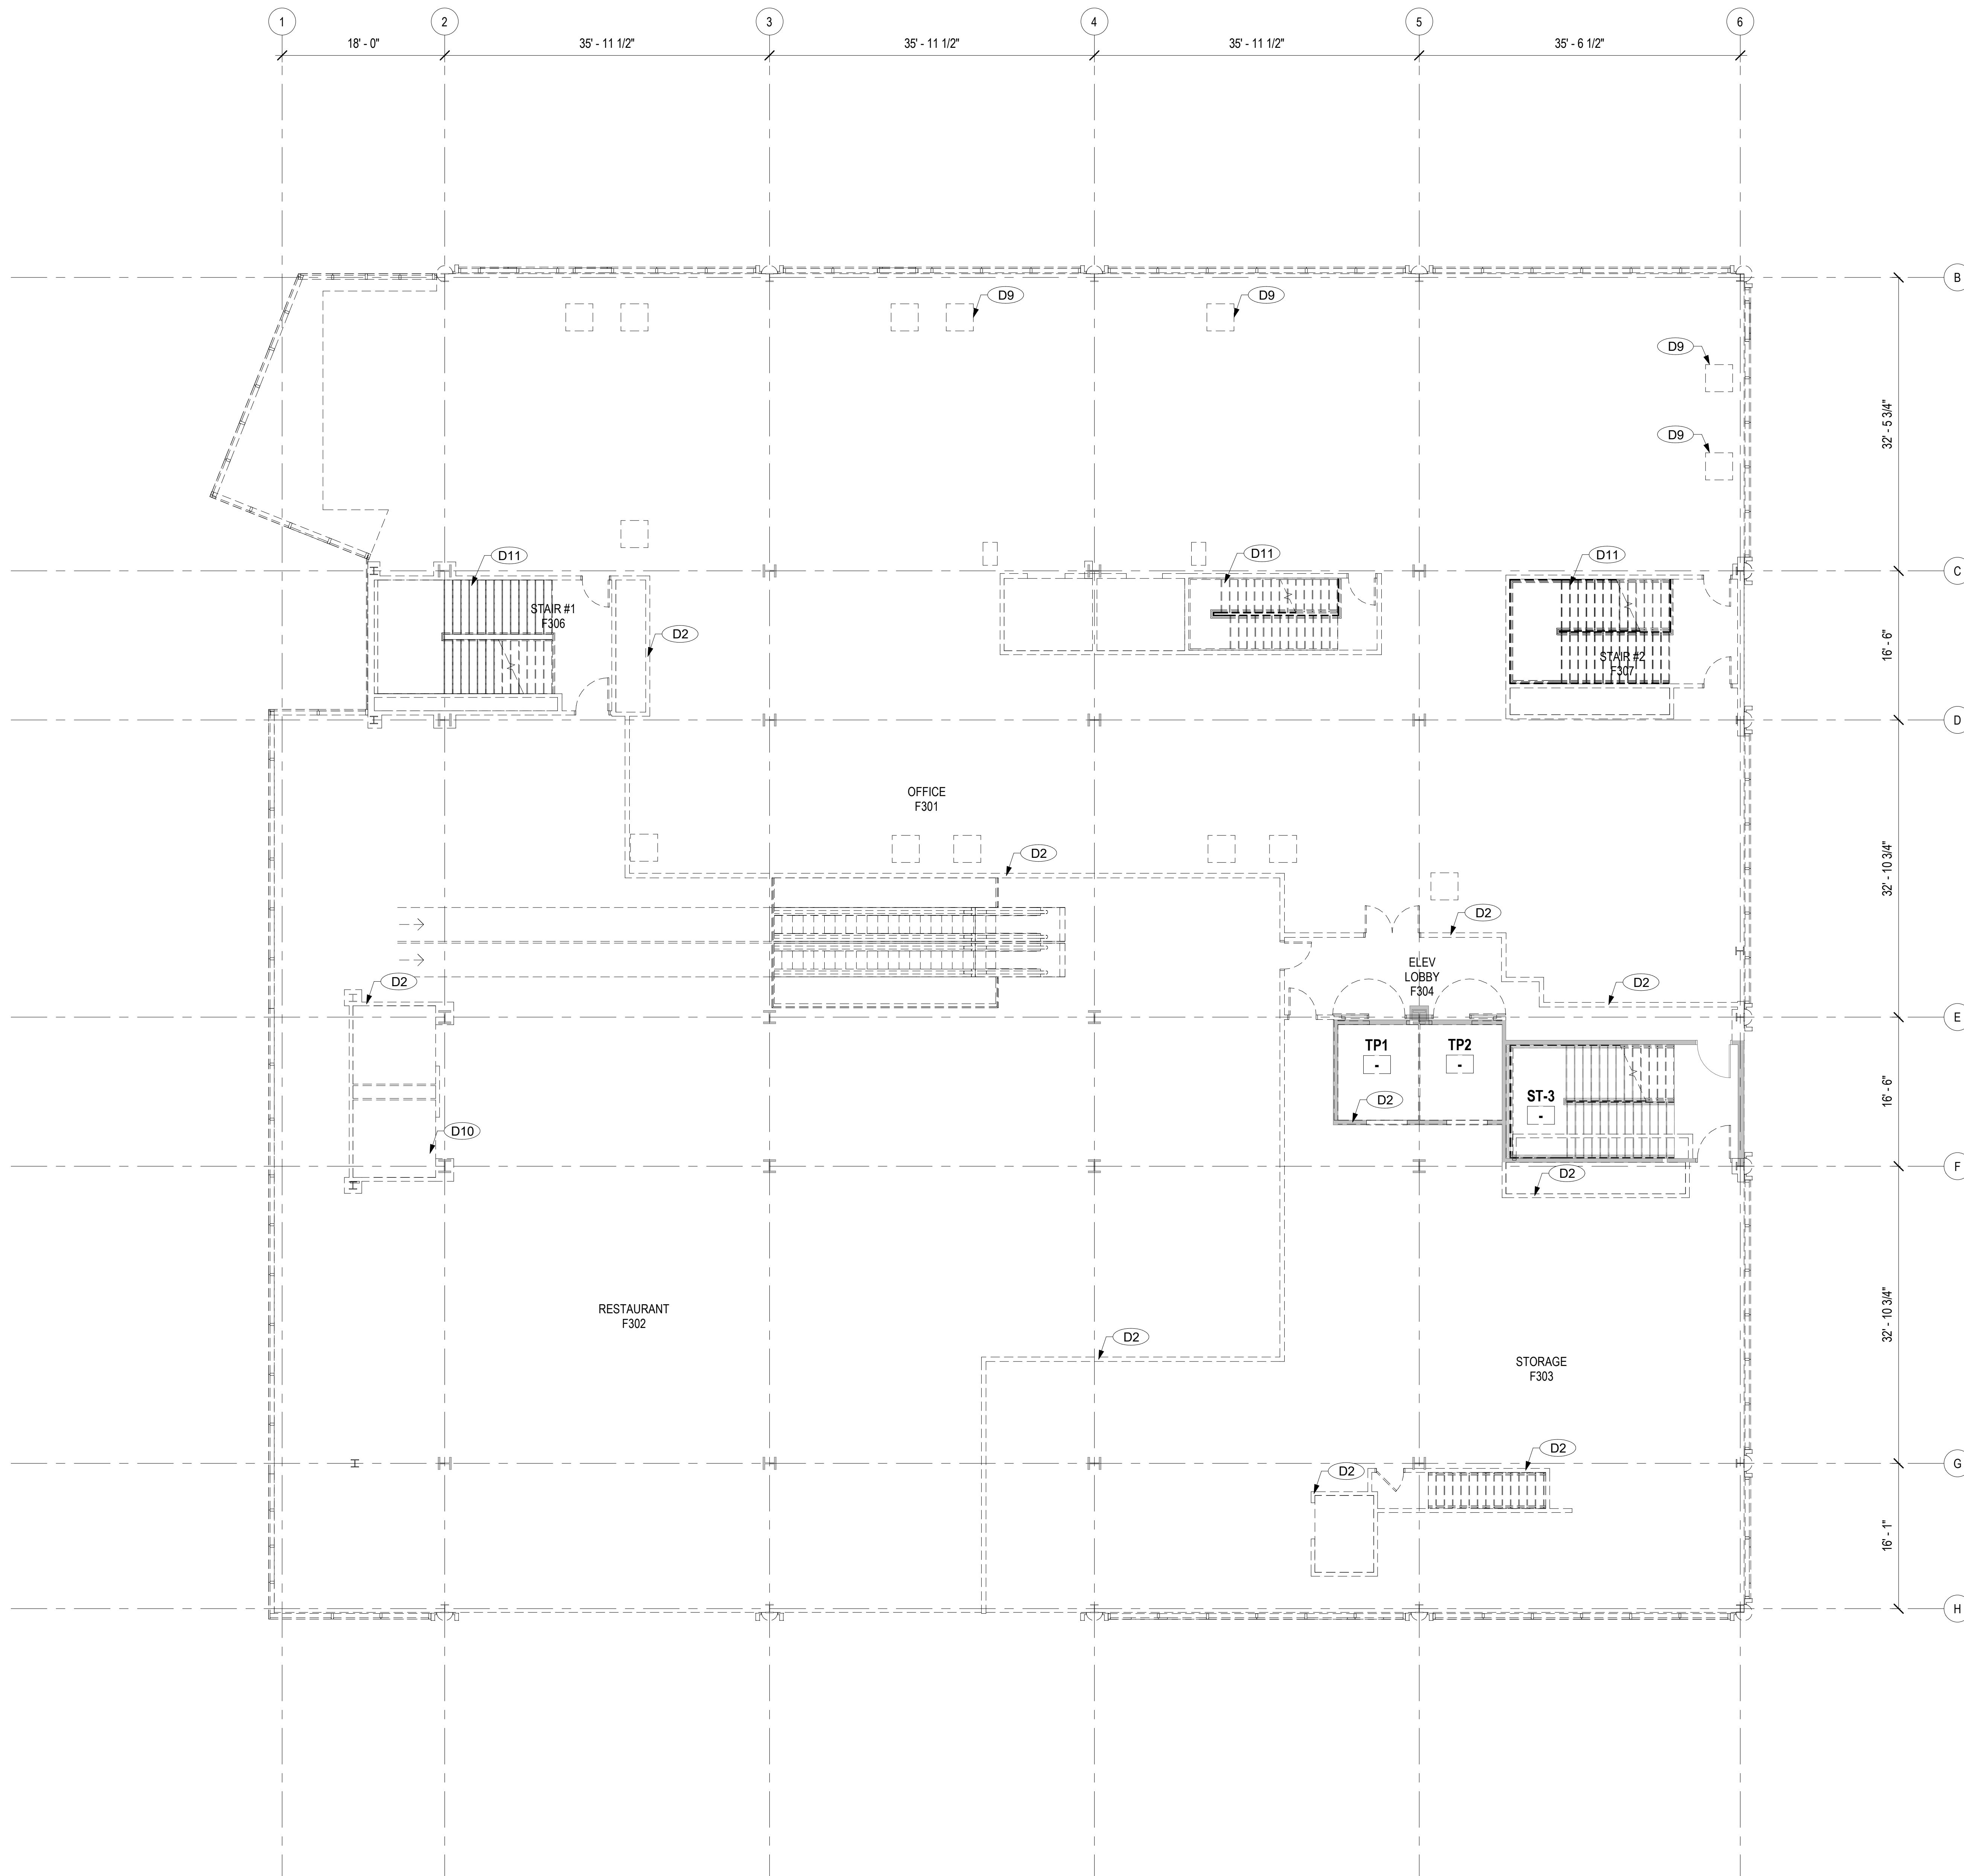 1
2
3
4
5
6
18' - 0"
35' - 11 1/2"
35' - 11 1/2"
35' - 11 1/2"
35' - 6 1/2"
B
D9
D9
D9
32' - 5 3/4"
D9
D11
D11
D11
C
STAIR #1
F306
D2
16' - 6"
STAIR #2
F307
D
OFFICE
F301
D2
32' - 10 3/4"
D2
ELEV
LOBBY
F304
D2
D2
E
TP1
-
TP2
-
D2
ST-3
-
16' - 6"
D10
F
D2
RESTAURANT
F302
D2
32' - 10 3/4"
STORAGE
F303
D2
D2
G
16' - 1"
H